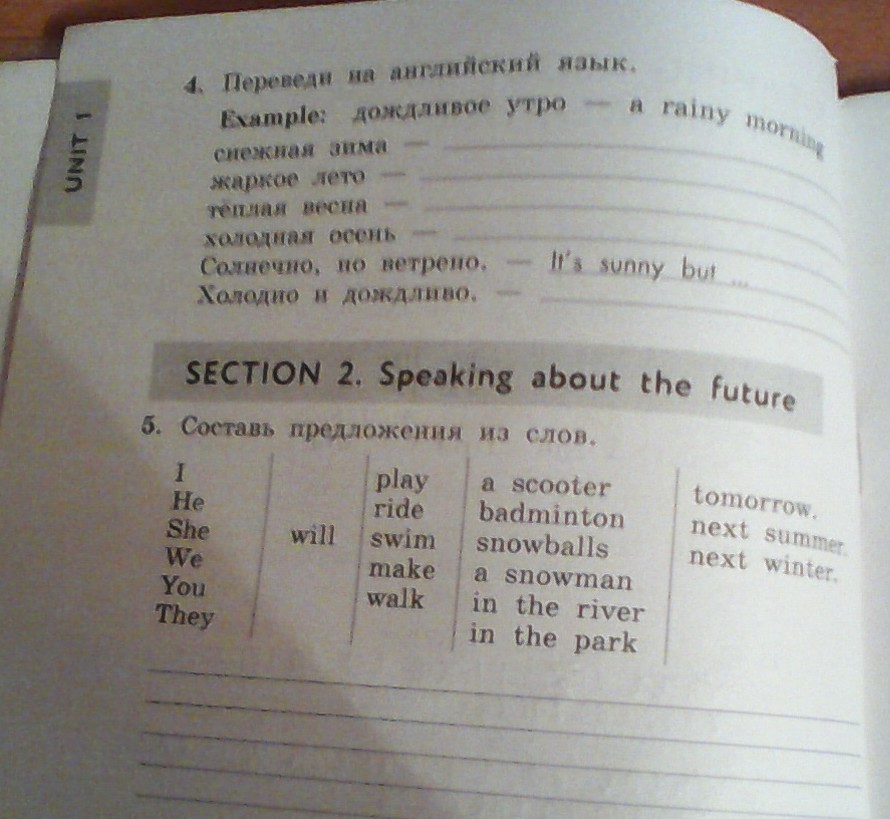 UNIT 1
4. Переведи на английский язык.
Example: дождливое утро — a rainy morning
снежная зима —
жаркое лето —
тёплая весна —
холодная осень —
Солнечно, но ветрено. — It's sunny but ...
Холодно и дождливо. —
SECTION 2. Speaking about the future
5. Составь предложения из слов.
I
He
She
We
You
They
will
play
ride
swim
make
walk
a scooter
badminton
snowballs
a snowman
in the river
in the park
tomorrow.
next summer.
next winter.